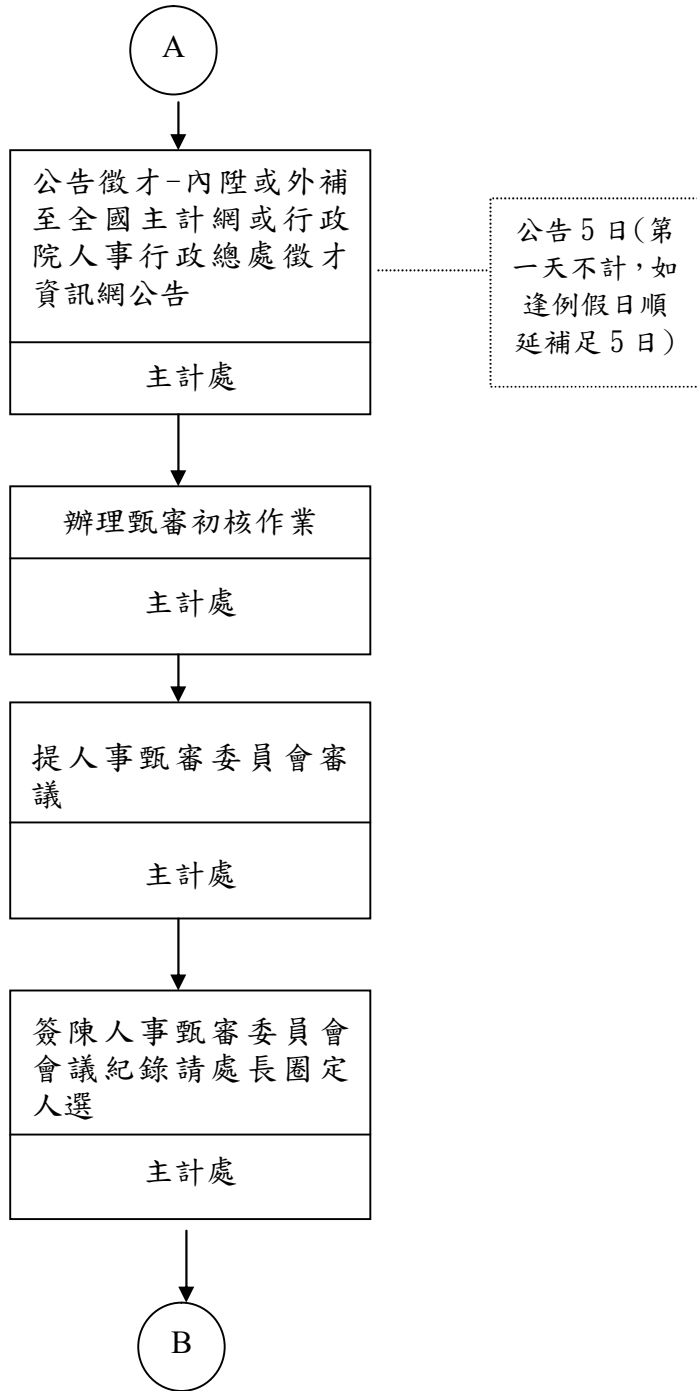 A
公告徵才-內陞或外補
至全國主計網或行政
院人事行政總處徵才
資訊網公告
主計處
公告 5 日(第
一天不計，如
逢例假日順
延補足 5 日)
辦理甄審初核作業
主計處
提人事甄審委員會審
議
主計處
簽陳人事甄審委員會
會議紀錄請處長圈定
人選
主計處
B